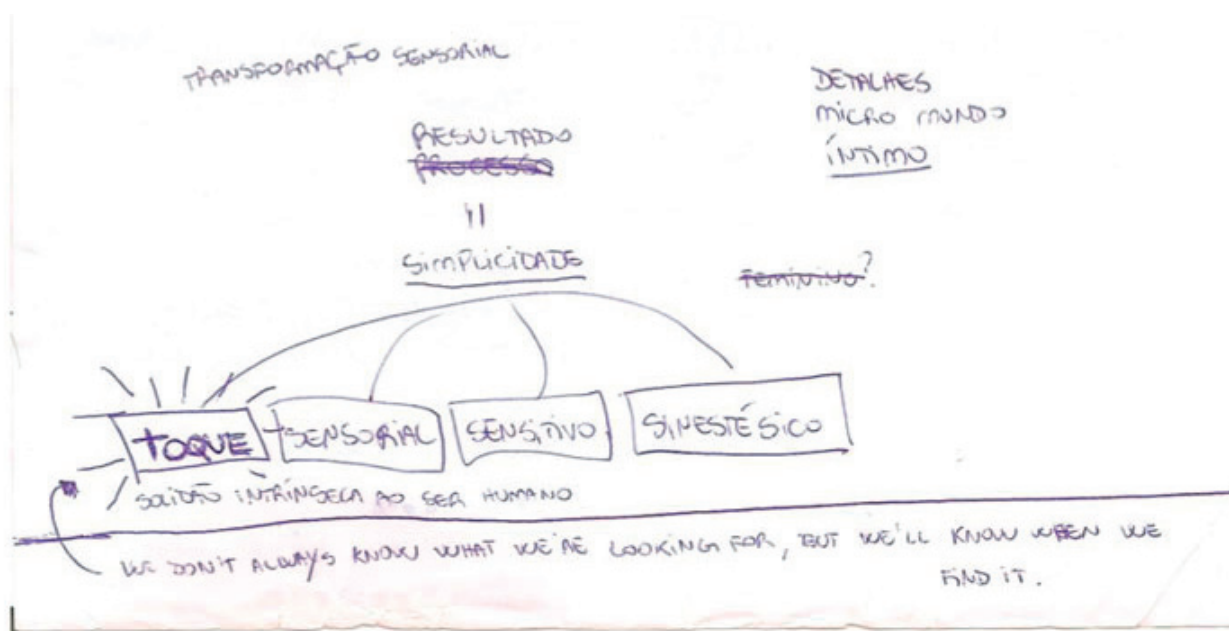 TRANSFORMAÇÃO SENSORIAL
DETALHES
MICRO MUNDO
ÍNTIMO
RESULTADO
PROCESSO
=
SIMPLICIDADE
FEMININO?
TOQUE
SENSORIAL
SENSITIVO
SINESTÉSICO
SOLIDÃO INTRÍNSECA AO SER HUMANO
WE DON'T ALWAYS KNOW WHAT WE'RE LOOKING FOR, BUT WE'LL KNOW WHEN WE
FIND IT.